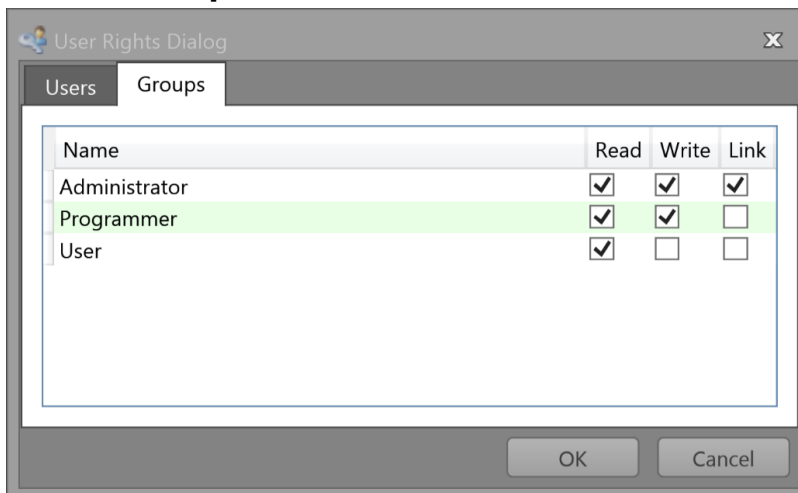 User Rights Dialog
Users Groups
Name Read Write Link
Administrator
Programmer
User
OK Cancel